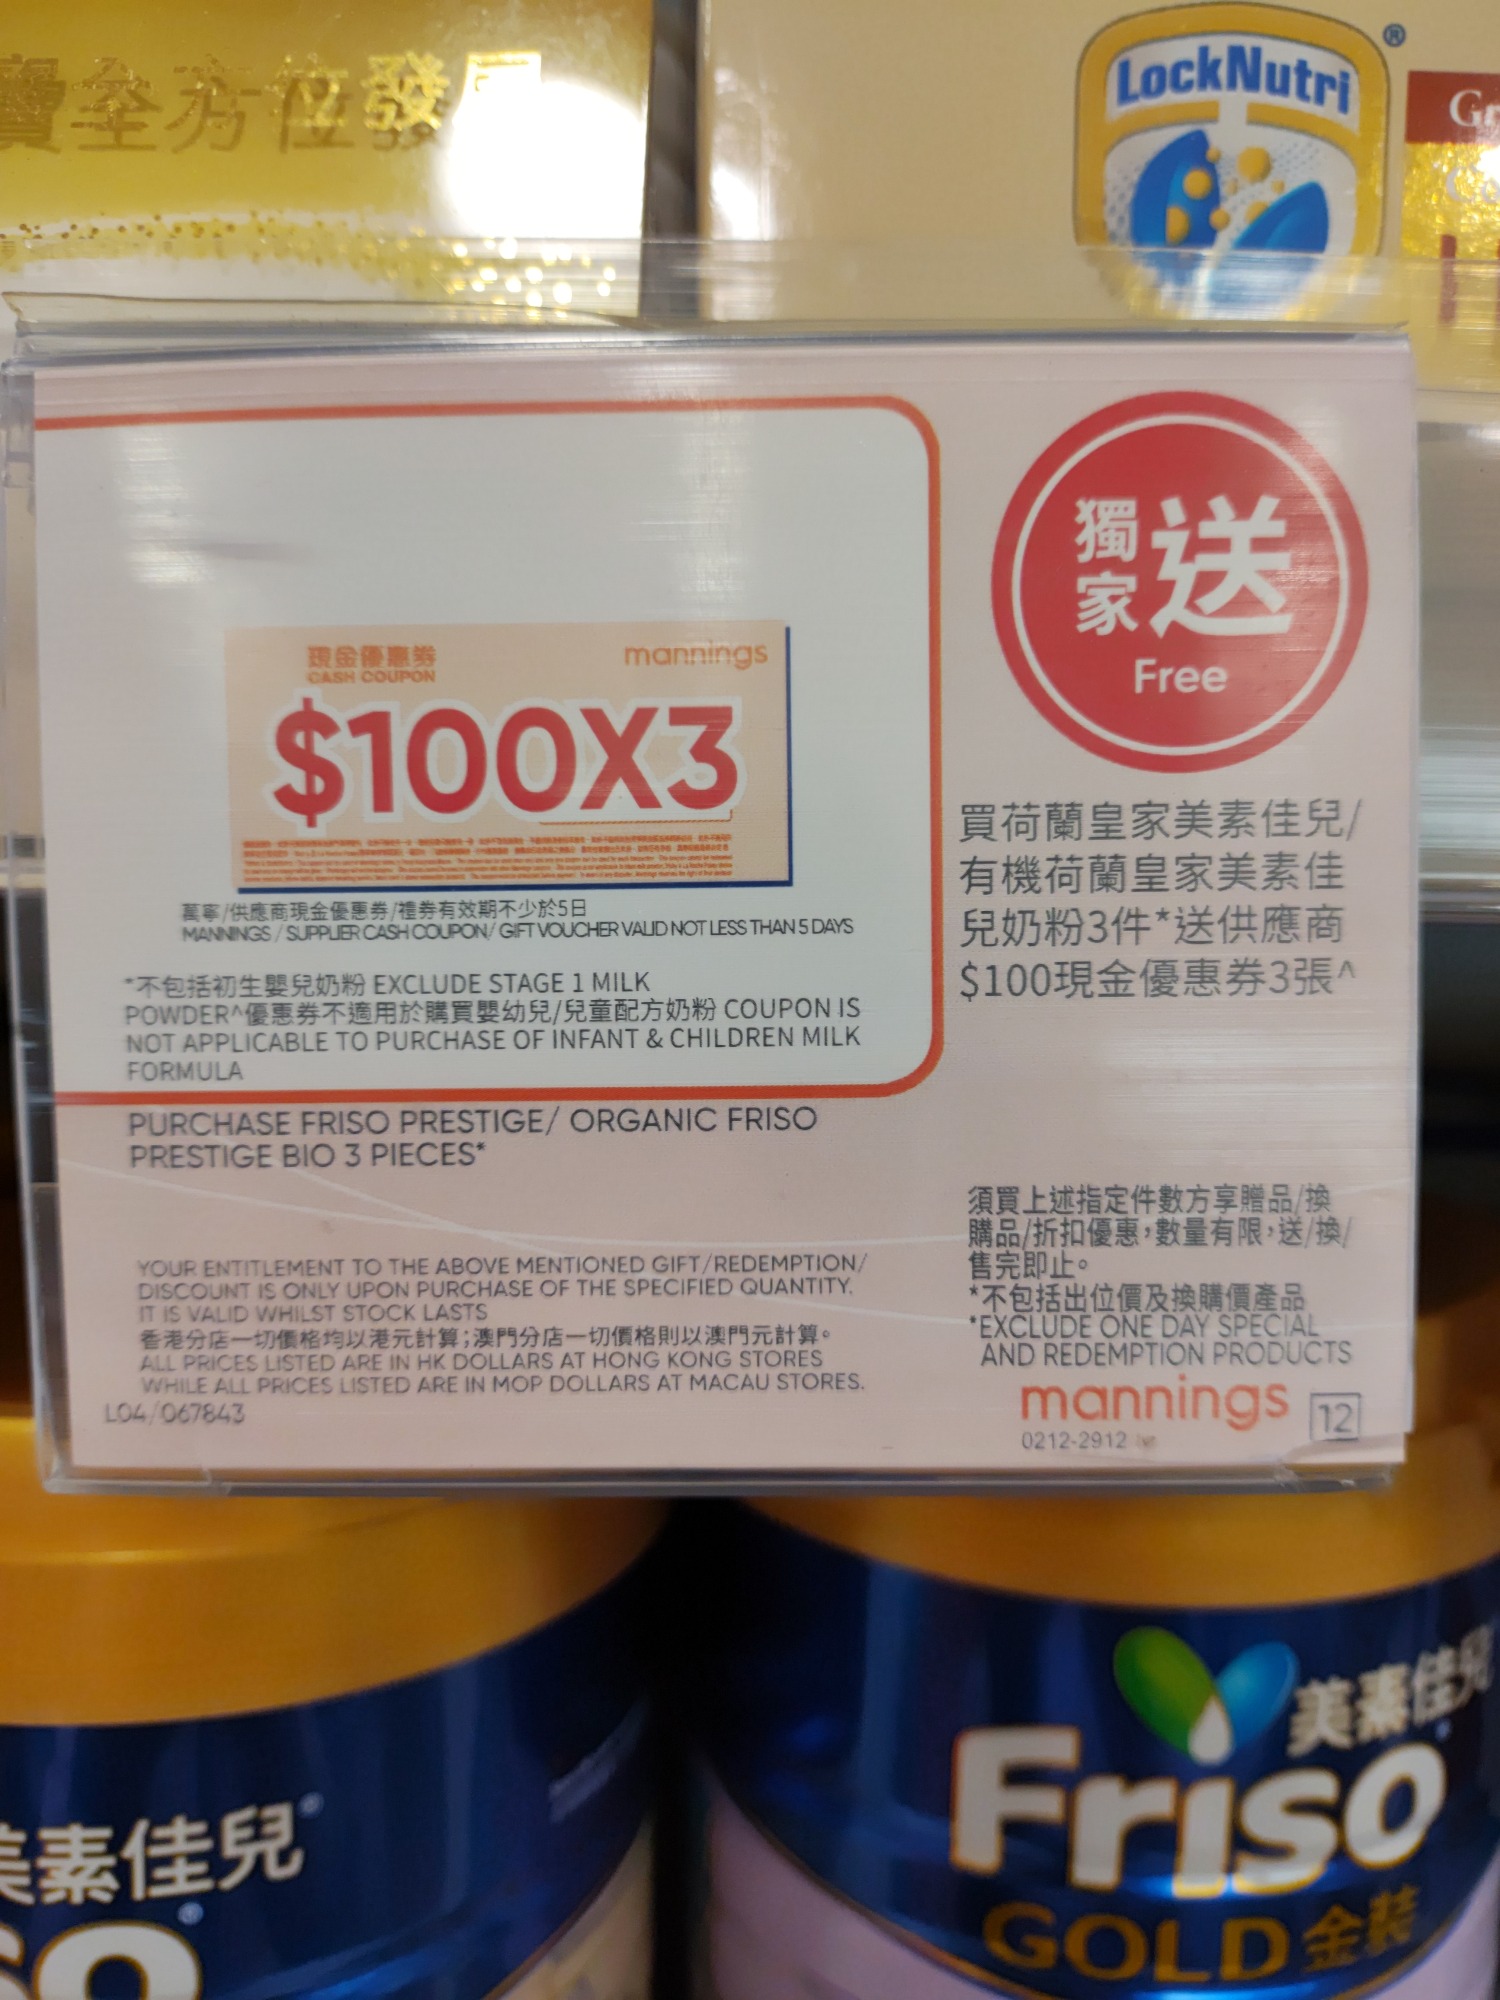 寶全方位發展
LockNutri®
獨家送
Free
現金優惠券
CASH COUPON
mannings
$100X3
萬寧/供應商現金優惠券/禮券有效期不少於5日
MANNINGS / SUPPLIER CASH COUPON/ GIFT VOUCHER VALID NOT LESS THAN 5 DAYS
*不包括初生嬰兒奶粉 EXCLUDE STAGE 1 MILK
POWDER^優惠券不適用於購買嬰幼兒/兒童配方奶粉 COUPON IS
NOT APPLICABLE TO PURCHASE OF INFANT & CHILDREN MILK
FORMULA
買荷蘭皇家美素佳兒/
有機荷蘭皇家美素佳
兒奶粉3件*送供應商
$100現金優惠券3張^
PURCHASE FRISO PRESTIGE/ ORGANIC FRISO
PRESTIGE BIO 3 PIECES*
YOUR ENTITLEMENT TO THE ABOVE MENTIONED GIFT/REDEMPTION/
DISCOUNT IS ONLY UPON PURCHASE OF THE SPECIFIED QUANTITY.
IT IS VALID WHILST STOCK LASTS
香港分店一切價格均以港元計算;澳門分店一切價格則以澳門元計算。
ALL PRICES LISTED ARE IN HK DOLLARS AT HONG KONG STORES
WHILE ALL PRICES LISTED ARE IN MOP DOLLARS AT MACAU STORES.
L04/067843
須買上述指定件數方享贈品/換
購品/折扣優惠,數量有限,送/換/
售完即止。
*不包括出位價及換購價產品
*EXCLUDE ONE DAY SPECIAL
AND REDEMPTION PRODUCTS
mannings 12
0212-2912
美素佳兒
美素佳兒
Friso
GOLD 金裝